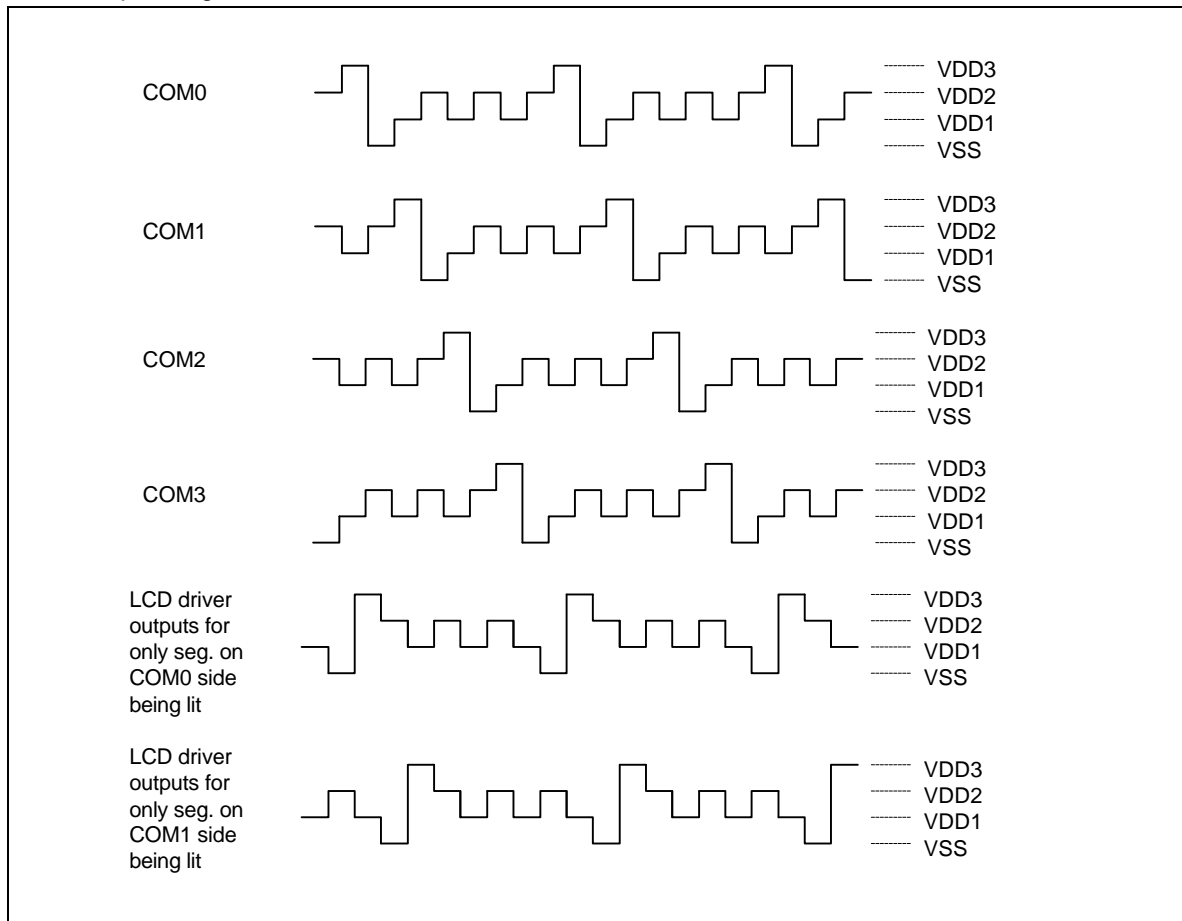 VDD3
COM0
VDD2
VDD1
VSS
VDD3
COM1
VDD2
VDD1
VSS
VDD3
COM2
VDD2
VDD1
VSS
VDD3
COM3
VDD2
VDD1
VSS
LCD driver
outputs for
only seg. on
COM0 side
being lit
VDD3
VDD2
VDD1
VSS
LCD driver
outputs for
only seg. on
COM1 side
being lit
VDD3
VDD2
VDD1
VSS